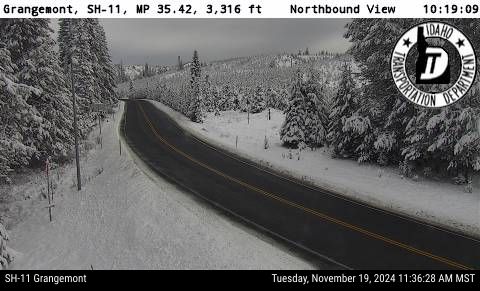 Grangemont, SH-11, MP 35.42, 3,316 ft Northbound View 10:19:09
IDAHO
TRANSPORTATION DEPARTMENT
SH-11 Grangemont Tuesday, November 19, 2024 11:36:28 AM MST